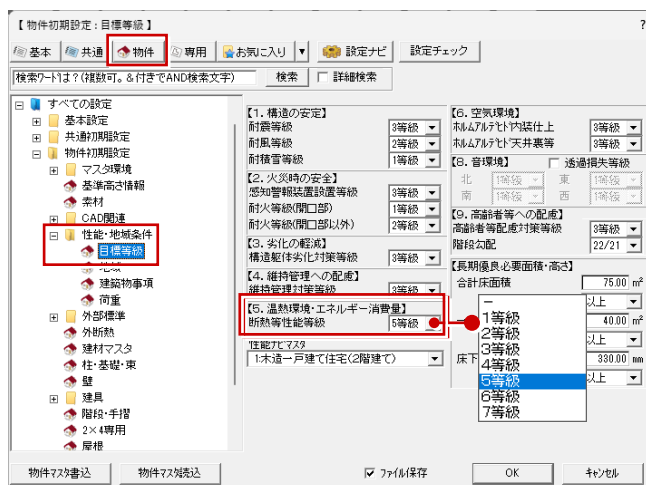 【 物件初期設定 : 目標等級 】
?
基本
共通
物件
専用
お気に入り ▼
設定ナビ
設定チェック
検索ワードは？(複数可。& 付きでAND検索文字)
検索
詳細検索
すべての設定
基本設定
共通初期設定
物件初期設定
マスタ環境
基準高さ情報
素材
CAD関連
性能・地域条件
目標等級
地域
建築物事項
荷重
外部標準
外断熱
建材マスタ
柱・基礎・束
壁
建具
階段・手摺
2×4専用
屋根
【1. 構造の安定】
耐震等級
3等級
耐風等級
2等級
耐積雪等級
1等級
【2. 火災時の安全】
感知警報装置設置等級
3等級
耐火等級(開口部)
1等級
耐火等級(開口部以外)
2等級
【3. 劣化の軽減】
構造躯体劣化対策等級
3等級
【4. 維持管理への配慮】
維持管理対策等級
3等級
【5. 温熱環境・エネルギー消費量】
断熱等性能等級
5等級
性能ナビマスタ
1:木造一戸建て住宅(2階建て)
【6. 空気環境】
ホルムアルデヒド内装仕上
3等級
ホルムアルデヒド天井裏等
3等級
【8. 音環境】
透過損失等級
北
1等級
東
1等級
南
1等級
西
1等級
【9. 高齢者等への配慮】
高齢者等配慮対策等級
3等級
階段勾配
22/21
【長期優良必要面積・高さ】
合計床面積
75.00 m²
以上
40.00 m²
以上
床下
330.00 mm
以上
－
1等級
2等級
3等級
4等級
5等級
6等級
7等級
物件マスタ書込
物件マスタ読込
ファイル保存
OK
キャンセル